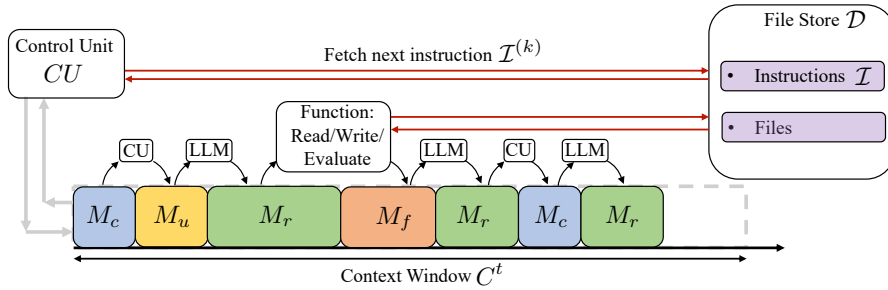 Control Unit
CU
Fetch next instruction I^(k)
File Store D
• Instructions I
• Files
Function:
Read/Write/
Evaluate
CU
LLM
LLM
CU
LLM
M_c
M_u
M_r
M_f
M_r
M_c
M_r
Context Window C^t